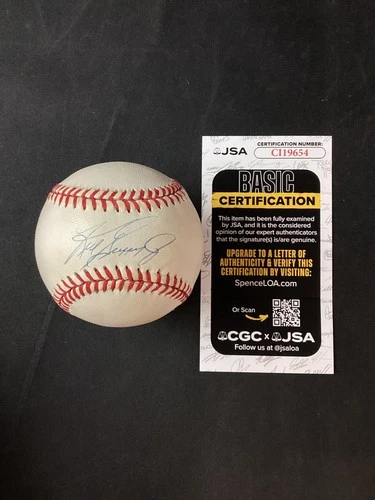 JSA
CERTIFICATION NUMBER:
CI19654
BASIC
CERTIFICATION
This item has been fully examined
by JSA, and it is the considered
opinion of our expert authenticators
that the signature(s) is/are genuine.
UPGRADE TO A LETTER OF
AUTHENTICITY & VERIFY THIS
CERTIFICATION BY VISITING:
SpenceLOA.com
Or Scan
CGC x JSA
Follow us at @jsaloa